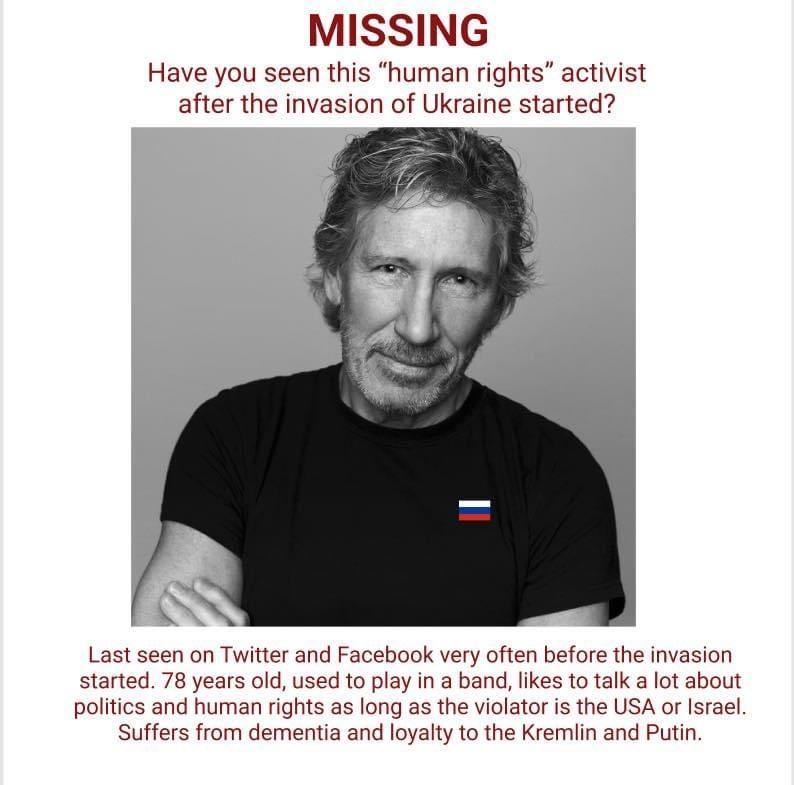 MISSING
Have you seen this “human rights” activist
after the invasion of Ukraine started?
Last seen on Twitter and Facebook very often before the invasion
started. 78 years old, used to play in a band, likes to talk a lot about
politics and human rights as long as the violator is the USA or Israel.
Suffers from dementia and loyalty to the Kremlin and Putin.